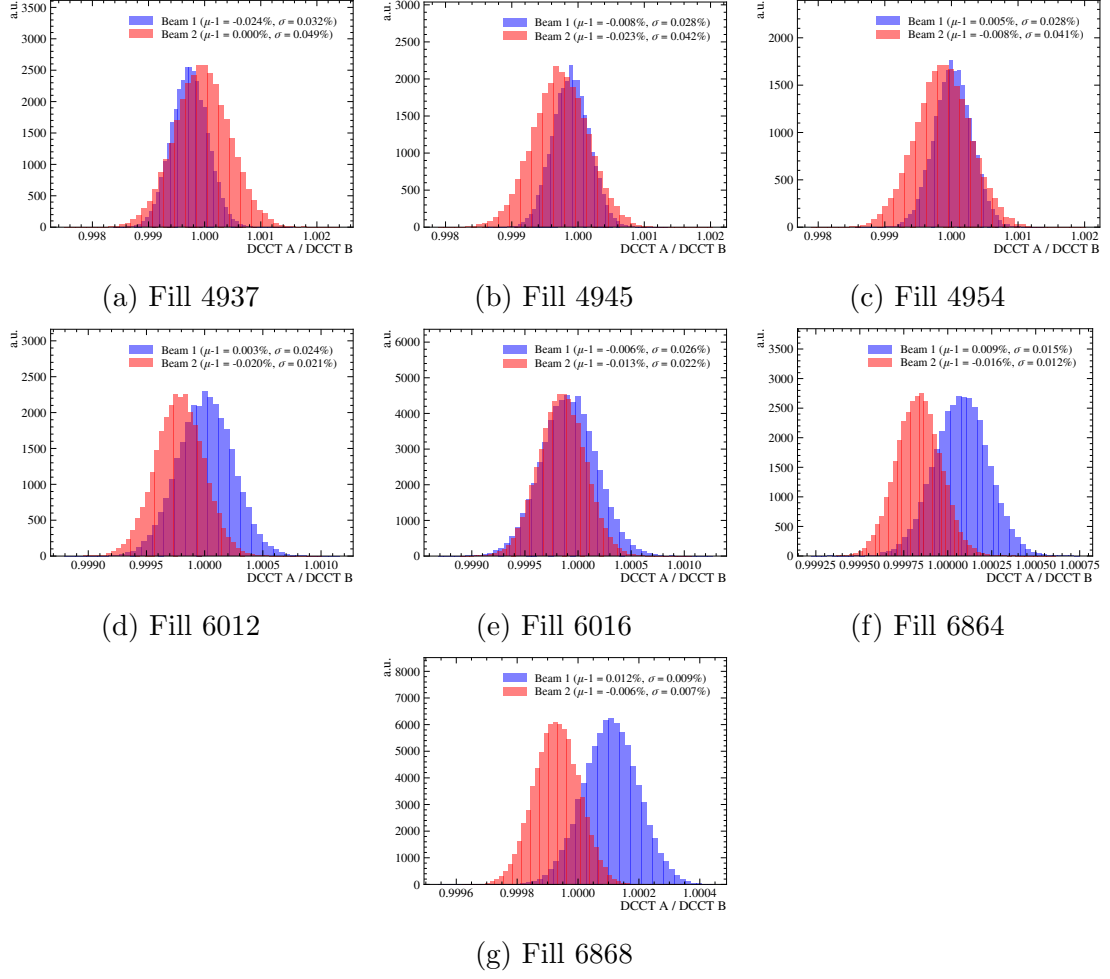 a.u.
3500
3000
2500
2000
1500
1000
500
0
Beam 1 (μ-1 = -0.024%, σ = 0.032%)
Beam 2 (μ-1 = 0.000%, σ = 0.049%)
0.998 0.999 1.000 1.001 1.002
DCCT A / DCCT B
(a) Fill 4937
a.u.
3000
2500
2000
1500
1000
500
0
Beam 1 (μ-1 = -0.008%, σ = 0.028%)
Beam 2 (μ-1 = -0.023%, σ = 0.042%)
0.998 0.999 1.000 1.001 1.002
DCCT A / DCCT B
(b) Fill 4945
a.u.
2000
1500
1000
500
0
Beam 1 (μ-1 = 0.005%, σ = 0.028%)
Beam 2 (μ-1 = -0.008%, σ = 0.041%)
0.998 0.999 1.000 1.001 1.002
DCCT A / DCCT B
(c) Fill 4954
a.u.
3000
2500
2000
1500
1000
500
0
Beam 1 (μ-1 = 0.003%, σ = 0.024%)
Beam 2 (μ-1 = -0.020%, σ = 0.021%)
0.9990 0.9995 1.0000 1.0005 1.0010
DCCT A / DCCT B
(d) Fill 6012
a.u.
6000
5000
4000
3000
2000
1000
0
Beam 1 (μ-1 = -0.006%, σ = 0.026%)
Beam 2 (μ-1 = -0.013%, σ = 0.022%)
0.9990 0.9995 1.0000 1.0005 1.0010
DCCT A / DCCT B
(e) Fill 6016
a.u.
3500
3000
2500
2000
1500
1000
500
0
Beam 1 (μ-1 = 0.009%, σ = 0.015%)
Beam 2 (μ-1 = -0.016%, σ = 0.012%)
0.99925 0.99950 0.99975 1.00000 1.00025 1.00050 1.00075
DCCT A / DCCT B
(f) Fill 6864
a.u.
8000
7000
6000
5000
4000
3000
2000
1000
0
Beam 1 (μ-1 = 0.012%, σ = 0.009%)
Beam 2 (μ-1 = -0.006%, σ = 0.007%)
0.9996 0.9998 1.0000 1.0002 1.0004
DCCT A / DCCT B
(g) Fill 6868